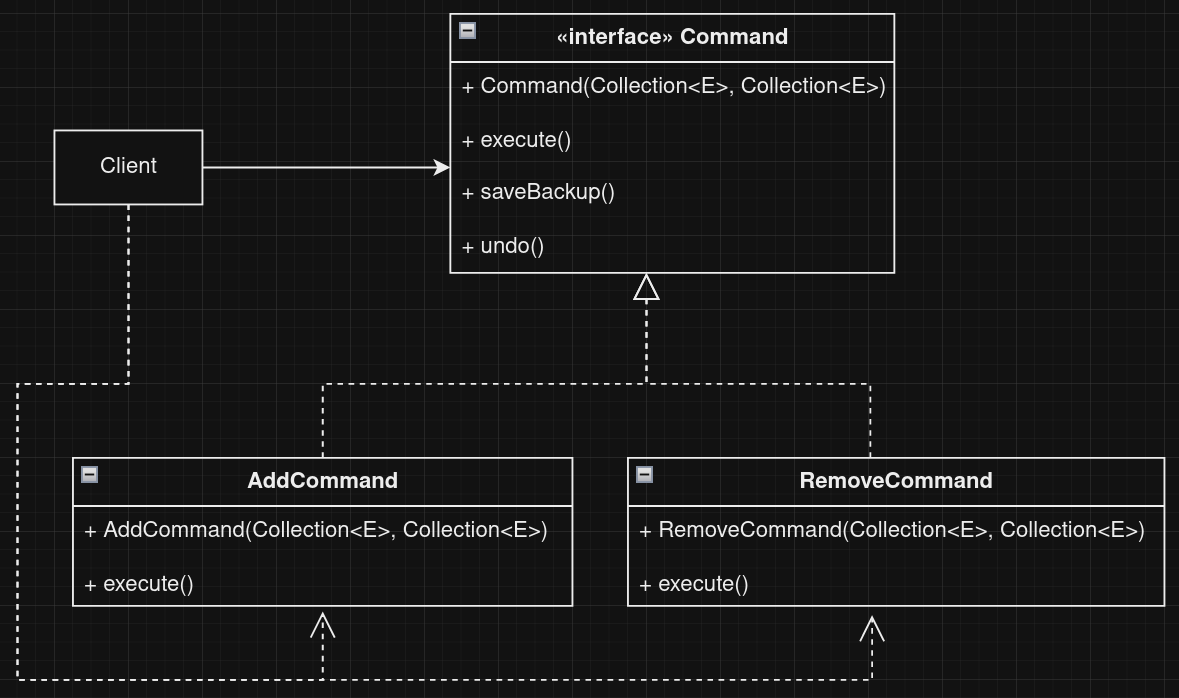 «interface» Command
+ Command(Collection<E>, Collection<E>)
+ execute()
+ saveBackup()
+ undo()
Client
AddCommand
+ AddCommand(Collection<E>, Collection<E>)
+ execute()
RemoveCommand
+ RemoveCommand(Collection<E>, Collection<E>)
+ execute()